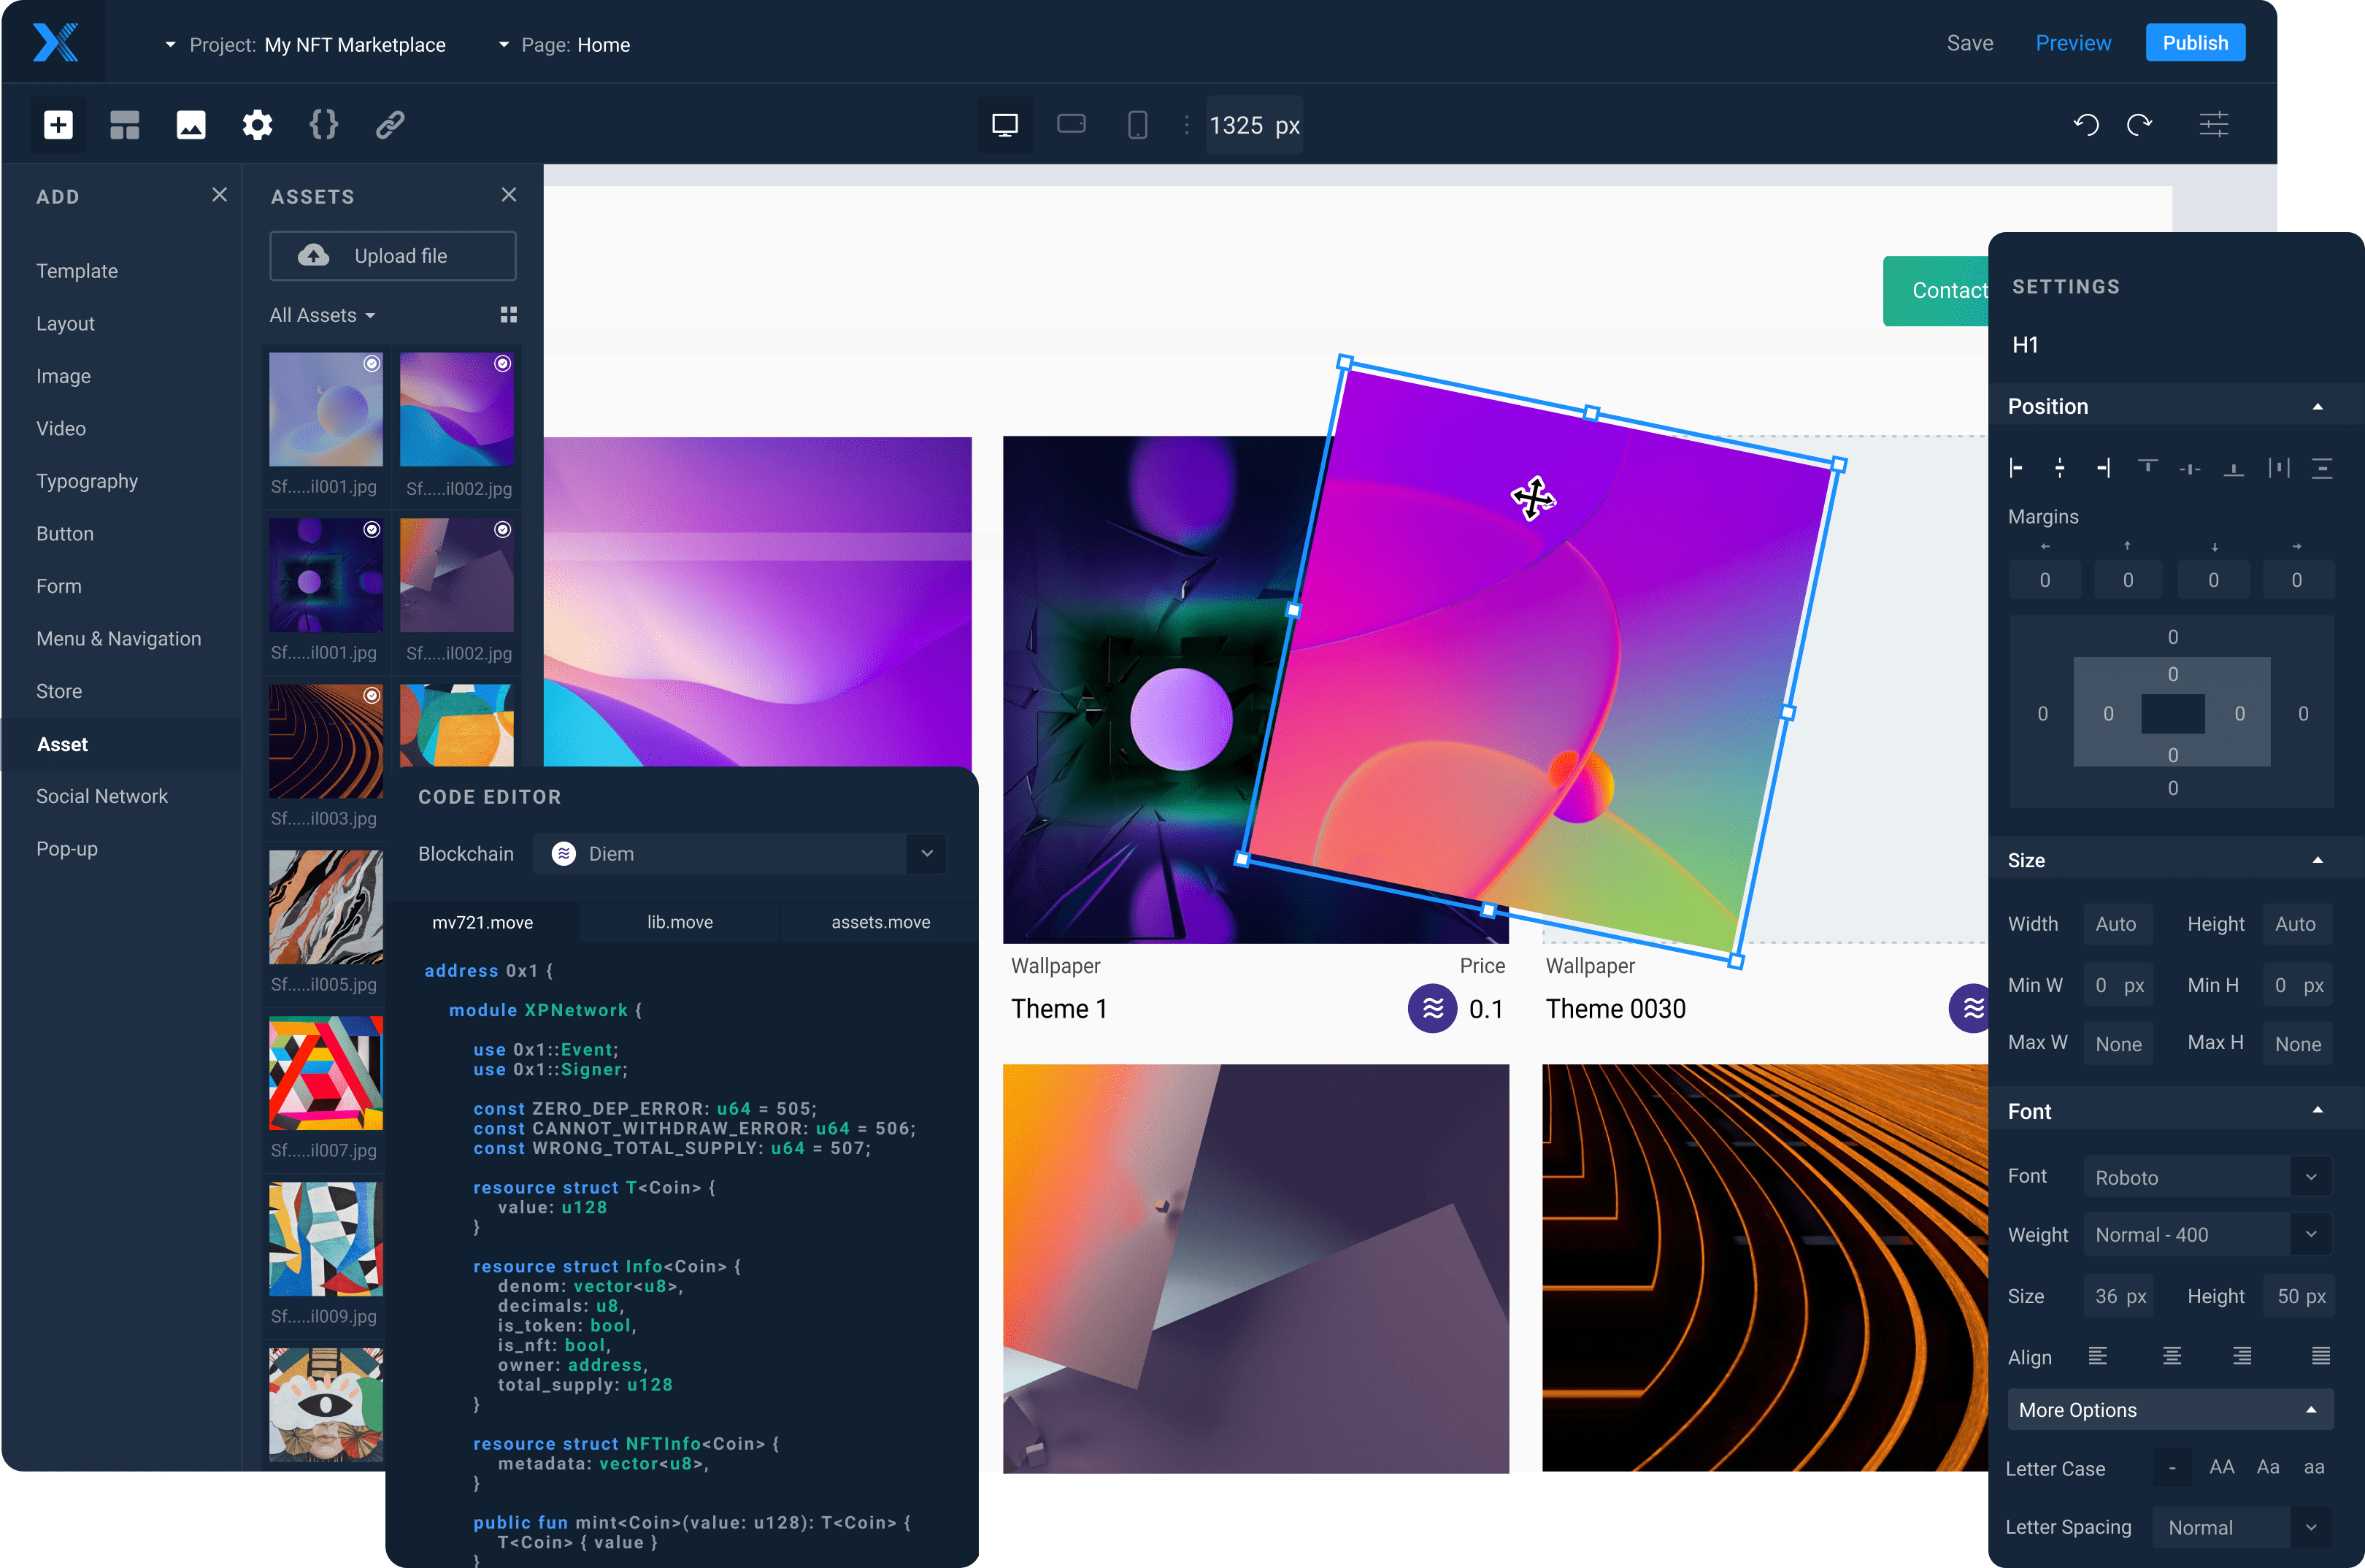 Project: My NFT Marketplace
Page: Home
Save
Preview
Publish
1325 px
ADD
Template
Layout
Image
Video
Typography
Button
Form
Menu & Navigation
Store
Asset
Social Network
Pop-up
ASSETS
Upload file
All Assets
Sf.....il001.jpg
Sf.....il002.jpg
Sf.....il001.jpg
Sf.....il002.jpg
Sf.....il003.jpg
Sf.....il005.jpg
Sf.....il007.jpg
Sf.....il009.jpg
CODE EDITOR
Blockchain
Diem
mv721.move
lib.move
assets.move
address 0x1 {
module XPNetwork {
use 0x1::Event;
use 0x1::Signer;
const ZERO_DEP_ERROR: u64 = 505;
const CANNOT_WITHDRAW_ERROR: u64 = 506;
const WRONG_TOTAL_SUPPLY: u64 = 507;
resource struct T<Coin> {
value: u128
}
resource struct Info<Coin> {
denom: vector<u8>,
decimals: u8,
is_token: bool,
is_nft: bool,
owner: address,
total_supply: u128
}
resource struct NFTInfo<Coin> {
metadata: vector<u8>,
}
public fun mint<Coin>(value: u128): T<Coin> {
T<Coin> { value }
}
Contact
Wallpaper
Price
Theme 1
0.1
Wallpaper
Theme 0030
SETTINGS
H1
Position
Margins
0 0 0 0
0
0
0 0 0 0
0
0
Size
Width Auto Height Auto
Min W 0 px Min H 0 px
Max W None Max H None
Font
Font Roboto
Weight Normal - 400
Size 36 px Height 50 px
Align
More Options
Letter Case - AA Aa aa
Letter Spacing Normal